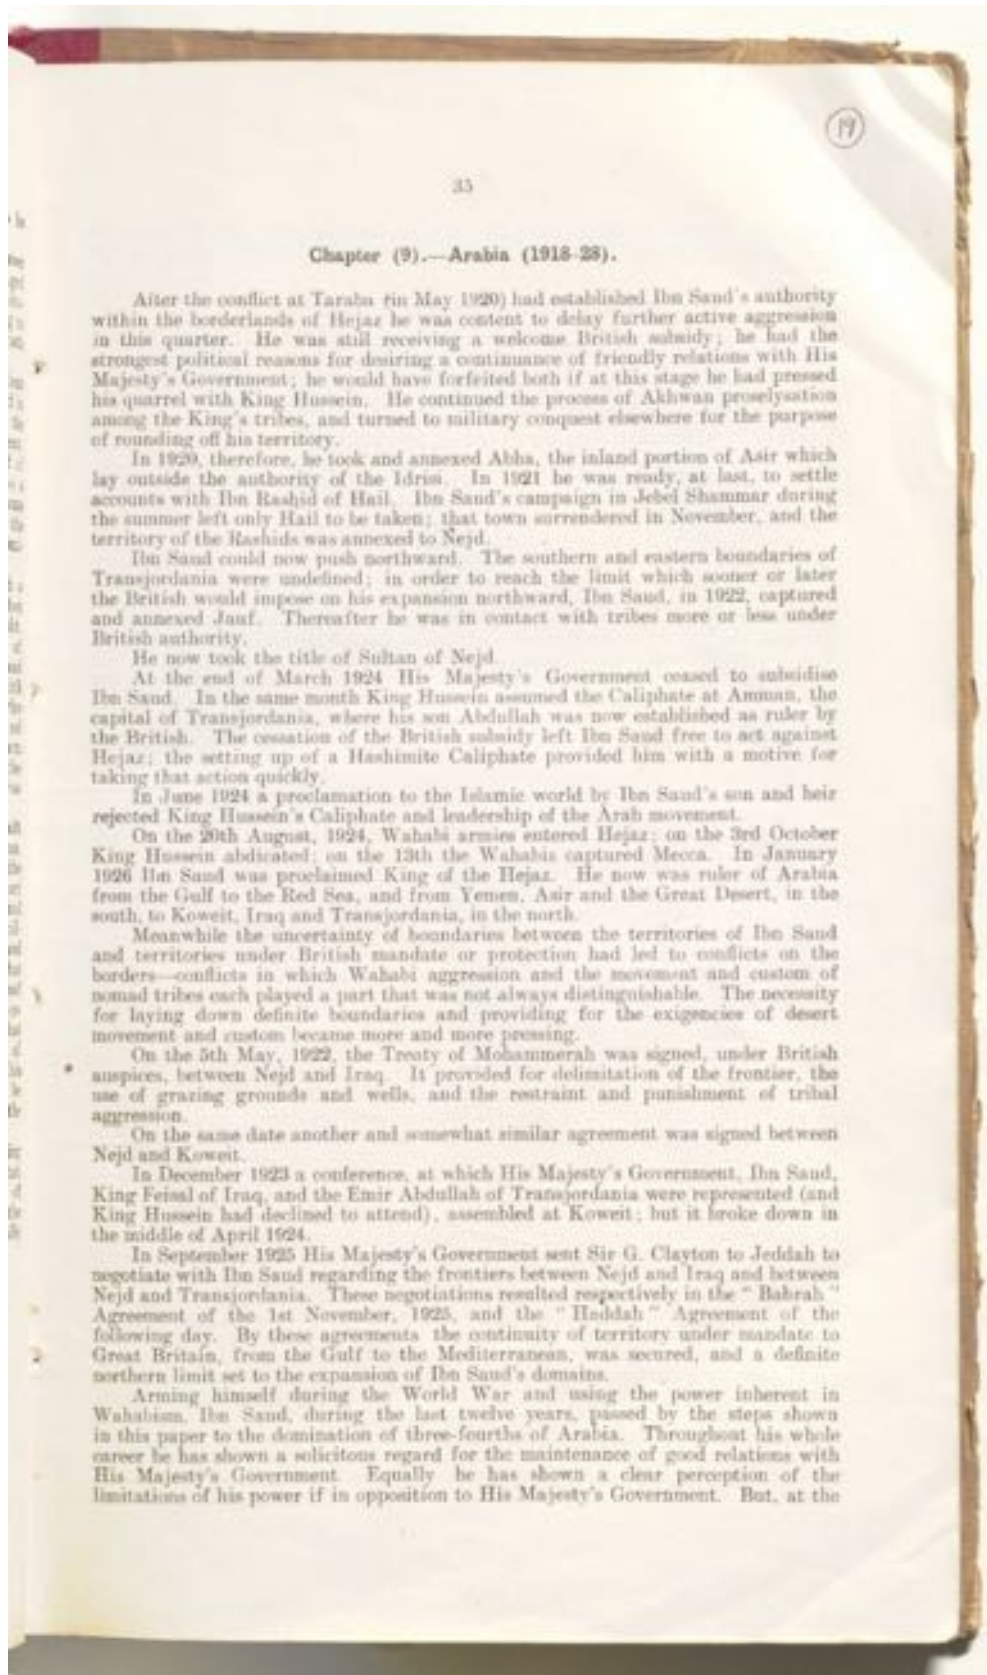 19
35
Chapter (9).—Arabia (1918-28).
After the conflict at Taraba (in May 1920) had established Ibn Saud's authority
within the borderlands of Hejaz he was content to delay further active aggression
in this quarter. He was still receiving a welcome British subsidy; he had the
strongest political reasons for desiring a continuance of friendly relations with His
Majesty's Government; he would have forfeited both if at this stage he had pressed
his quarrel with King Hussein. He continued the process of Akhwan proselysation
among the King's tribes, and turned to military conquest elsewhere for the purpose
of rounding off his territory.
In 1920, therefore, he took and annexed Abha, the inland portion of Asir which
lay outside the authority of the Idrisi. In 1921 he was ready, at last, to settle
accounts with Ibn Rashid of Hail. Ibn Saud's campaign in Jebel Shammar during
the summer left only Hail to be taken; that town surrendered in November, and the
territory of the Rashids was annexed to Nejd.
Ibn Saud could now push northward. The southern and eastern boundaries of
Transjordania were undefined; in order to reach the limit which sooner or later
the British would impose on his expansion northward, Ibn Saud, in 1922, captured
and annexed Jauf. Thereafter he was in contact with tribes more or less under
British authority.
He now took the title of Sultan of Nejd.
At the end of March 1924 His Majesty's Government ceased to subsidise
Ibn Saud. In the same month King Hussein assumed the Caliphate at Amman, the
capital of Transjordania, where his son Abdullah was now established as ruler by
the British. The cessation of the British subsidy left Ibn Saud free to act against
Hejaz; the setting up of a Hashimite Caliphate provided him with a motive for
taking that action quickly.
In June 1924 a proclamation to the Islamic world by Ibn Saud's son and heir
rejected King Hussein's Caliphate and leadership of the Arab movement.
On the 20th August, 1924, Wahabi armies entered Hejaz; on the 3rd October
King Hussein abdicated; on the 13th the Wahabis captured Mecca. In January
1926 Ibn Saud was proclaimed King of the Hejaz. He now was ruler of Arabia
from the Gulf to the Red Sea, and from Yemen, Asir and the Great Desert, in the
south, to Koweit, Iraq and Transjordania, in the north.
Meanwhile the uncertainty of boundaries between the territories of Ibn Saud
and territories under British mandate or protection had led to conflicts on the
borders—conflicts in which Wahabi aggression and the movement and custom of
nomad tribes each played a part that was not always distinguishable. The necessity
for laying down definite boundaries and providing for the exigencies of desert
movement and custom became more and more pressing.
On the 5th May, 1922, the Treaty of Mohammerah was signed, under British
auspices, between Nejd and Iraq. It provided for delimitation of the frontier, the
use of grazing grounds and wells, and the restraint and punishment of tribal
aggression.
On the same date another and somewhat similar agreement was signed between
Nejd and Koweit.
In December 1923 a conference, at which His Majesty's Government, Ibn Saud,
King Feisal of Iraq, and the Emir Abdullah of Transjordania were represented (and
King Hussein had declined to attend), assembled at Koweit; but it broke down in
the middle of April 1924.
In September 1925 His Majesty's Government sent Sir G. Clayton to Jeddah to
negotiate with Ibn Saud regarding the frontiers between Nejd and Iraq and between
Nejd and Transjordania. These negotiations resulted respectively in the "Bahrah"
Agreement of the 1st November, 1925, and the "Haddah" Agreement of the
following day. By these agreements the continuity of territory under mandate to
Great Britain, from the Gulf to the Mediterranean, was secured, and a definite
northern limit set to the expansion of Ibn Saud's domains.
Arming himself during the World War and using the power inherent in
Wahabism, Ibn Saud, during the last twelve years, passed by the steps shown
in this paper to the domination of three-fourths of Arabia. Throughout his whole
career he has shown a solicitous regard for the maintenance of good relations with
His Majesty's Government. Equally he has shown a clear perception of the
limitations of his power if in opposition to His Majesty's Government. But, at the